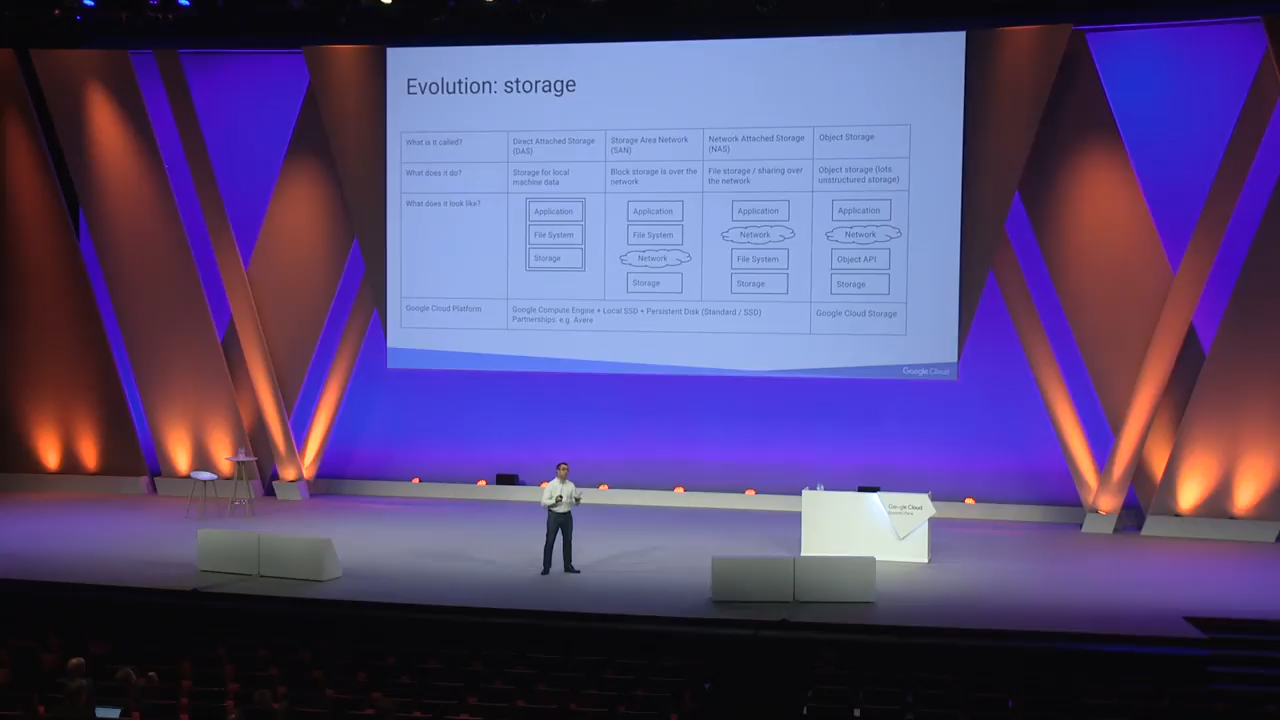 Evolution: storage
What is it called?
Direct Attached Storage
(DAS)
Storage Area Network
(SAN)
Network Attached Storage
(NAS)
Object Storage
What does it do?
Storage for local
machine data
Block storage is over the
network
File storage / sharing over
the network
Object storage (lots
unstructured storage)
What does it look like?
Application
File System
Storage
Application
File System
Network
Storage
Application
Network
File System
Storage
Application
Network
Object API
Storage
Google Cloud Platform
Google Compute Engine + Local SSD + Persistent Disk (Standard / SSD)
Partnerships: e.g. Avere
Google Cloud Storage
Google Cloud
Google Cloud